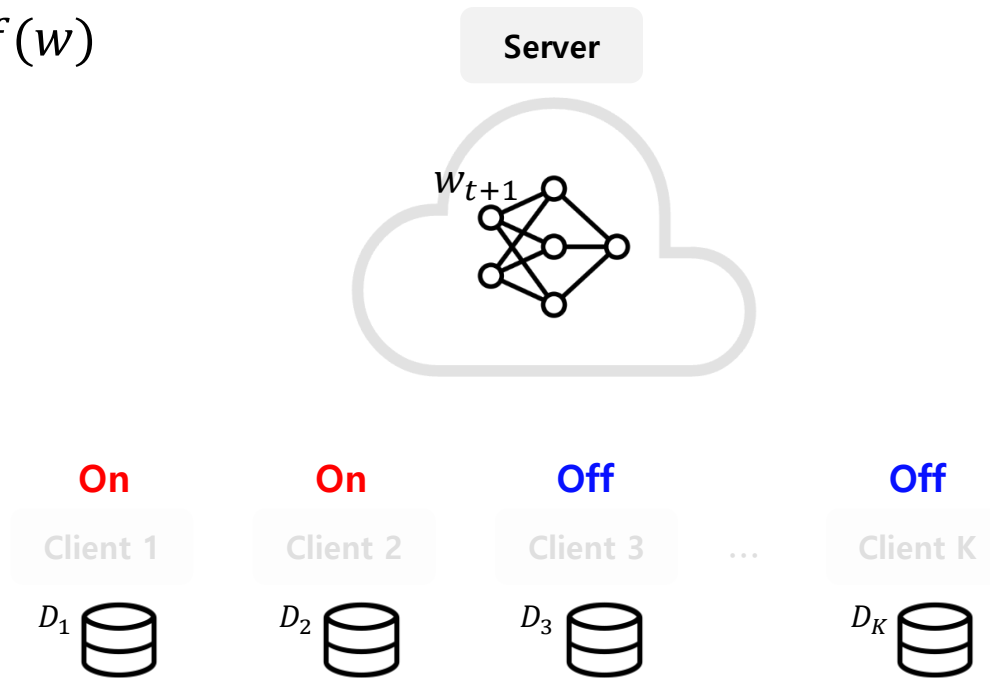 f(w)
Server
w_{t+1}
On On Off Off
Client 1 Client 2 Client 3 ... Client K
D_1 D_2 D_3 D_K